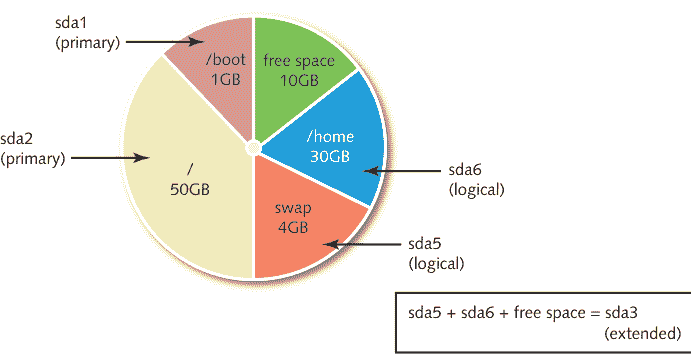 sda1
(primary)
/boot
1GB
free space
10GB
sda2
(primary)
/
50GB
/home
30GB
sda6
(logical)
swap
4GB
sda5
(logical)
sda5 + sda6 + free space = sda3
(extended)